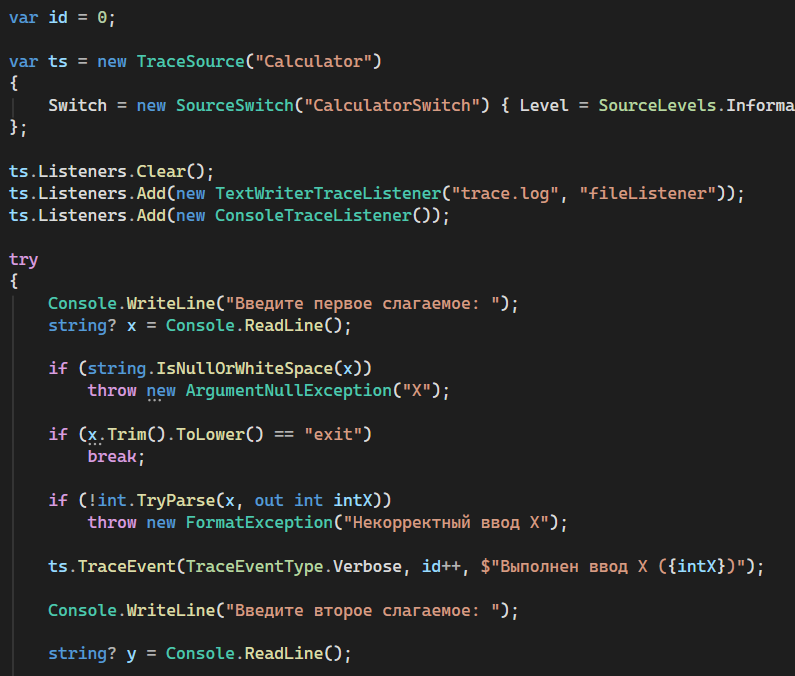 var id = 0;
var ts = new TraceSource("Calculator")
{
Switch = new SourceSwitch("CalculatorSwitch") { Level = SourceLevels.Informa
};
ts.Listeners.Clear();
ts.Listeners.Add(new TextWriterTraceListener("trace.log", "fileListener"));
ts.Listeners.Add(new ConsoleTraceListener());
try
{
Console.WriteLine("Введите первое слагаемое: ");
string? x = Console.ReadLine();
if (string.IsNullOrWhiteSpace(x))
throw new ArgumentNullException("X");
if (x.Trim().ToLower() == "exit")
break;
if (!int.TryParse(x, out int intX))
throw new FormatException("Некорректный ввод X");
ts.TraceEvent(TraceEventType.Verbose, id++, $"Выполнен ввод X ({intX})");
Console.WriteLine("Введите второе слагаемое: ");
string? y = Console.ReadLine();